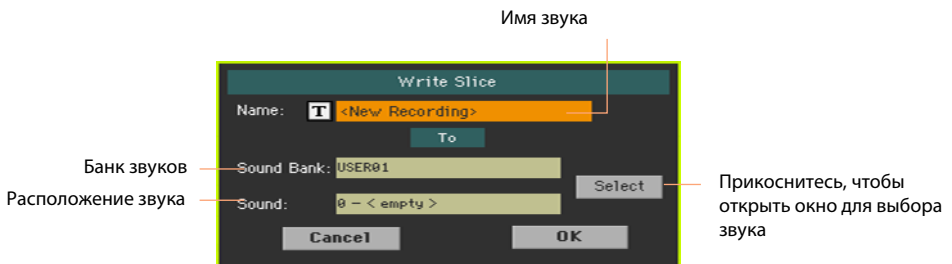 Имя звука
Write Slice
Name: T <New Recording>
To
Банк звуков
Sound Bank: USER01
Select
Расположение звука
Sound: 0 - < empty >
Прикоснитесь, чтобы
открыть окно для выбора
звука
Cancel OK